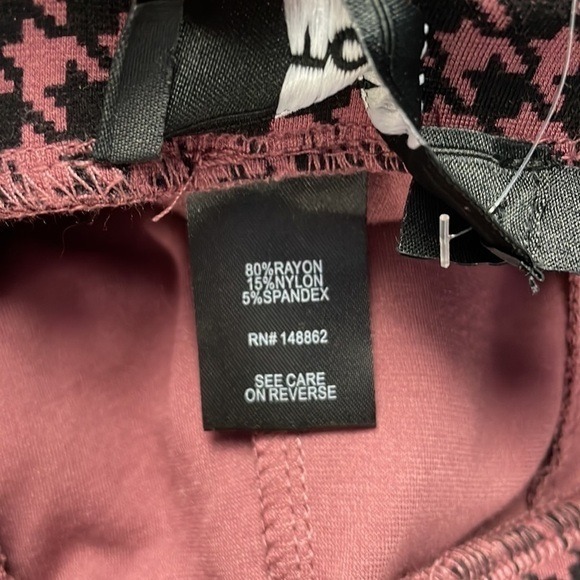 80%RAYON
15%NYLON
5%SPANDEX
RN# 148862
SEE CARE
ON REVERSE